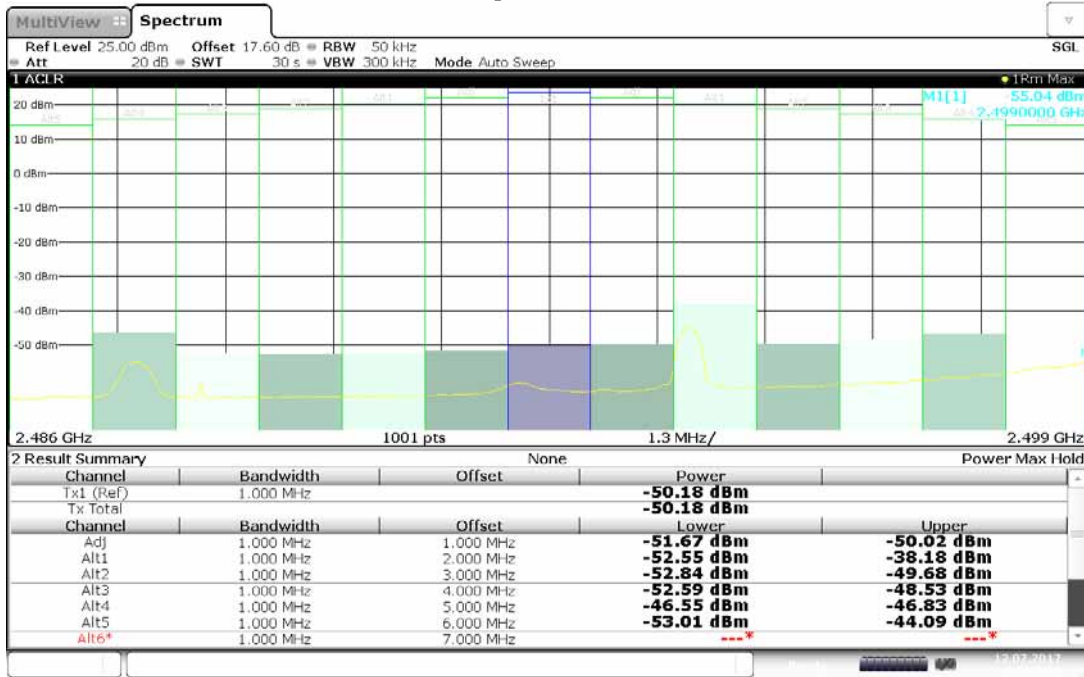 MultiView Spectrum
Ref Level 25.00 dBm Offset 17.60 dB RBW 50 kHz SGL
Att 20 dB SWT 30 s VBW 300 kHz Mode Auto Sweep
1 ACLR 1Rm Max
M1[1] -55.04 dBm
2.4990000 GHz
20 dBm
10 dBm
0 dBm
-10 dBm
-20 dBm
-30 dBm
-40 dBm
-50 dBm
2.486 GHz 1001 pts 1.3 MHz/ 2.499 GHz
2 Result Summary None Power Max Hold
Channel Bandwidth Offset Power
Tx1 (Ref) 1.000 MHz -50.18 dBm
Tx Total -50.18 dBm
Channel Bandwidth Offset Lower Upper
Adj 1.000 MHz 1.000 MHz -51.67 dBm -50.02 dBm
Alt1 1.000 MHz 2.000 MHz -52.55 dBm -38.18 dBm
Alt2 1.000 MHz 3.000 MHz -52.84 dBm -49.68 dBm
Alt3 1.000 MHz 4.000 MHz -52.59 dBm -48.53 dBm
Alt4 1.000 MHz 5.000 MHz -46.55 dBm -46.83 dBm
Alt5 1.000 MHz 6.000 MHz -53.01 dBm -44.09 dBm
Alt6* 1.000 MHz 7.000 MHz ---* ---*
12.07.2017